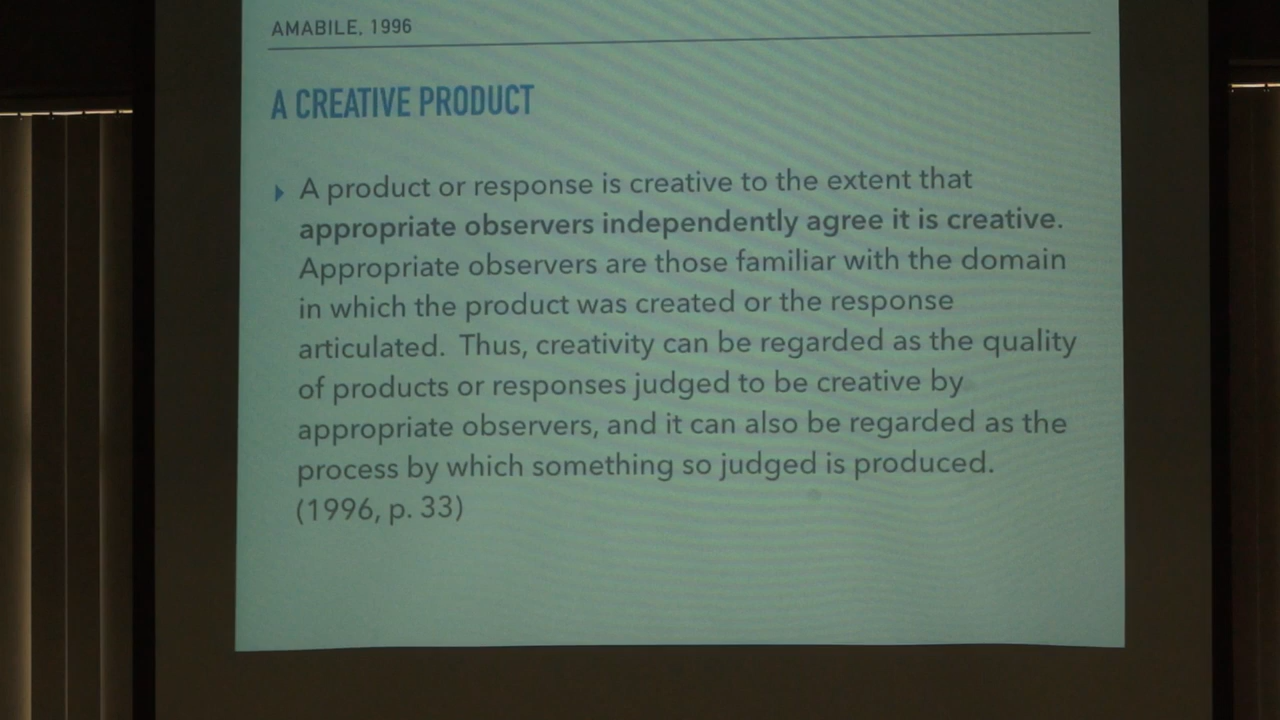 AMABILE, 1996
A CREATIVE PRODUCT
A product or response is creative to the extent that
appropriate observers independently agree it is creative.
Appropriate observers are those familiar with the domain
in which the product was created or the response
articulated. Thus, creativity can be regarded as the quality
of products or responses judged to be creative by
appropriate observers, and it can also be regarded as the
process by which something so judged is produced.
(1996, p. 33)